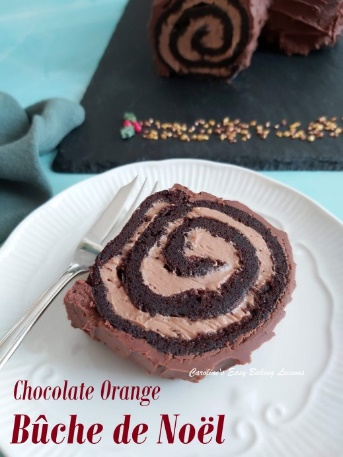 Caroline's Easy Baking Lessons
Chocolate Orange
Bûche de Noël